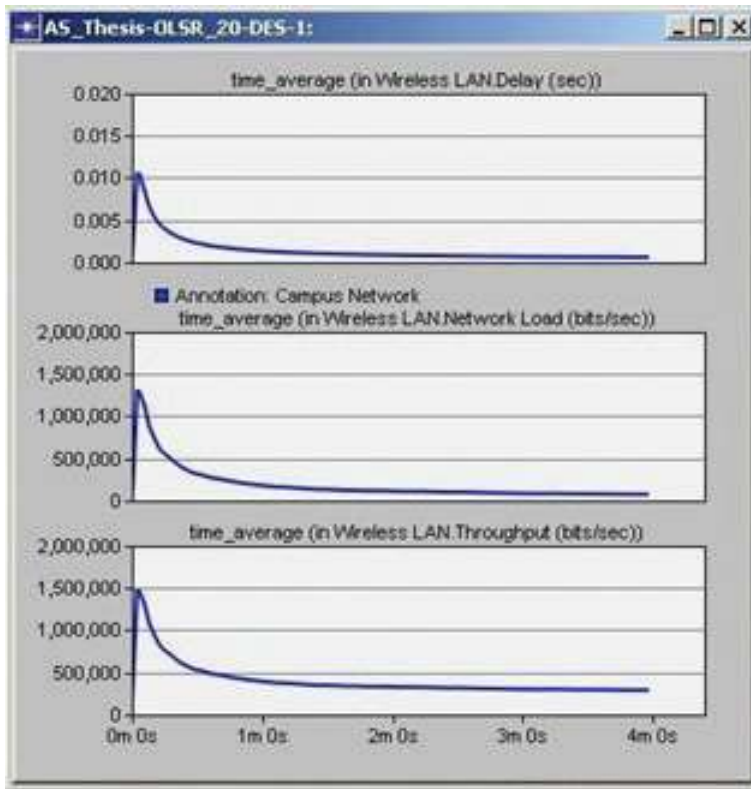 AS_Thesis-OLSR_20-DES-1:
time_average (in Wireless LAN.Delay (sec))
0.020
0.015
0.010
0.005
0.000
Annotation: Campus Network
time_average (in Wireless LAN.Network Load (bits/sec))
2,000,000
1,500,000
1,000,000
500,000
0
time_average (in Wireless LAN.Throughput (bits/sec))
2,000,000
1,500,000
1,000,000
500,000
0
0m 0s 1m 0s 2m 0s 3m 0s 4m 0s